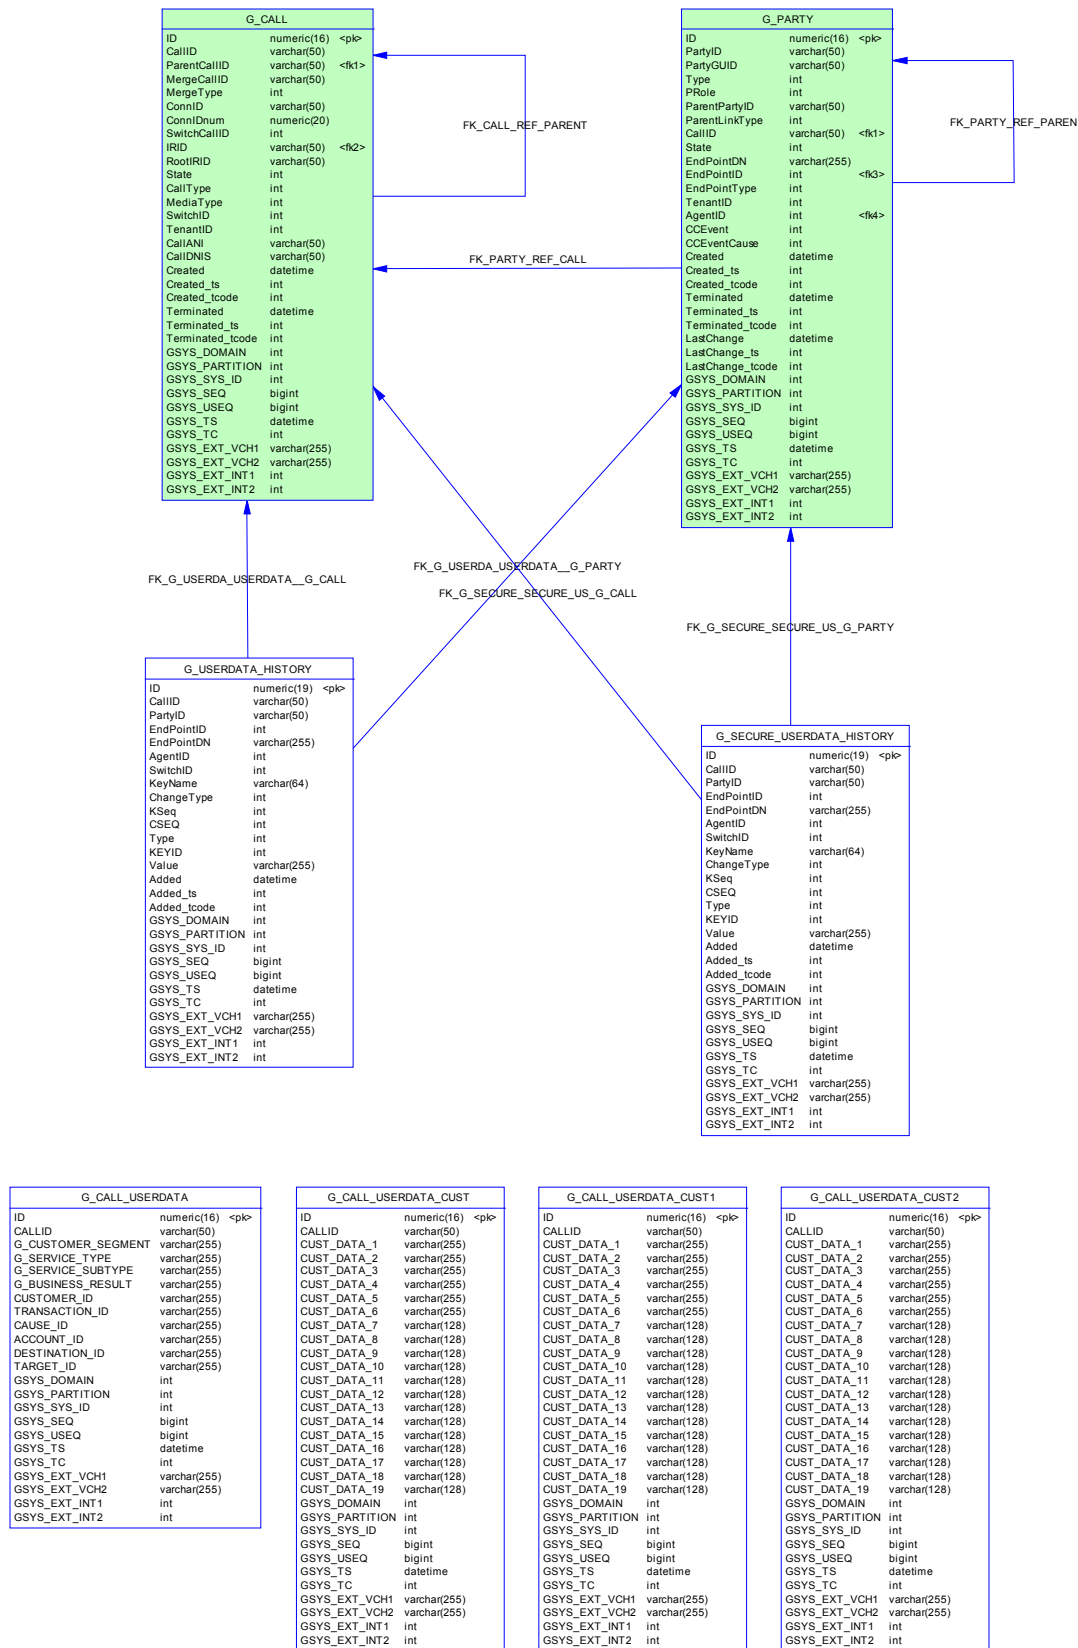 G_CALL
ID numeric(16) <pk>
CallID varchar(50)
ParentCallID varchar(50) <fk1>
MergeCallID varchar(50)
MergeType int
ConnID varchar(50)
ConnIDnum numeric(20)
SwitchCallID int
IRID varchar(50) <fk2>
RootIRID varchar(50)
State int
CallType int
MediaType int
SwitchID int
TenantID int
CallANI varchar(50)
CallDNIS varchar(50)
Created datetime
Created_ts int
Created_tcode int
Terminated datetime
Terminated_ts int
Terminated_tcode int
GSYS_DOMAIN int
GSYS_PARTITION int
GSYS_SYS_ID int
GSYS_SEQ bigint
GSYS_USEQ bigint
GSYS_TS datetime
GSYS_TC int
GSYS_EXT_VCH1 varchar(255)
GSYS_EXT_VCH2 varchar(255)
GSYS_EXT_INT1 int
GSYS_EXT_INT2 int
FK_CALL_REF_PARENT
FK_PARTY_REF_CALL
G_PARTY
ID numeric(16) <pk>
PartyID varchar(50)
PartyGUID varchar(50)
Type int
PRole int
ParentPartyID varchar(50)
ParentLinkType int
CallID varchar(50) <fk1>
State int
EndPointDN varchar(255)
EndPointID int <fk3>
EndPointType int
TenantID int
AgentID int <fk4>
CCEvent int
CCEventCause int
Created datetime
Created_ts int
Created_tcode int
Terminated datetime
Terminated_ts int
Terminated_tcode int
LastChange datetime
LastChange_ts int
LastChange_tcode int
GSYS_DOMAIN int
GSYS_PARTITION int
GSYS_SYS_ID int
GSYS_SEQ bigint
GSYS_USEQ bigint
GSYS_TS datetime
GSYS_TC int
GSYS_EXT_VCH1 varchar(255)
GSYS_EXT_VCH2 varchar(255)
GSYS_EXT_INT1 int
GSYS_EXT_INT2 int
FK_PARTY_REF_PAREN
FK_G_USERDA_USERDATA__G_CALL
FK_G_USERDA_USERDATA__G_PARTY
FK_G_SECURE_SECURE_US_G_CALL
FK_G_SECURE_SECURE_US_G_PARTY
G_USERDATA_HISTORY
ID numeric(19) <pk>
CallID varchar(50)
PartyID varchar(50)
EndPointID int
EndPointDN varchar(255)
AgentID int
SwitchID int
KeyName varchar(64)
ChangeType int
KSeq int
CSEQ int
Type int
KEYID int
Value varchar(255)
Added datetime
Added_ts int
Added_tcode int
GSYS_DOMAIN int
GSYS_PARTITION int
GSYS_SYS_ID int
GSYS_SEQ bigint
GSYS_USEQ bigint
GSYS_TS datetime
GSYS_TC int
GSYS_EXT_VCH1 varchar(255)
GSYS_EXT_VCH2 varchar(255)
GSYS_EXT_INT1 int
GSYS_EXT_INT2 int
G_SECURE_USERDATA_HISTORY
ID numeric(19) <pk>
CallID varchar(50)
PartyID varchar(50)
EndPointID int
EndPointDN varchar(255)
AgentID int
SwitchID int
KeyName varchar(64)
ChangeType int
KSeq int
CSEQ int
Type int
KEYID int
Value varchar(255)
Added datetime
Added_ts int
Added_tcode int
GSYS_DOMAIN int
GSYS_PARTITION int
GSYS_SYS_ID int
GSYS_SEQ bigint
GSYS_USEQ bigint
GSYS_TS datetime
GSYS_TC int
GSYS_EXT_VCH1 varchar(255)
GSYS_EXT_VCH2 varchar(255)
GSYS_EXT_INT1 int
GSYS_EXT_INT2 int
G_CALL_USERDATA
ID numeric(16) <pk>
CALLID varchar(50)
G_CUSTOMER_SEGMENT varchar(255)
G_SERVICE_TYPE varchar(255)
G_SERVICE_SUBTYPE varchar(255)
G_BUSINESS_RESULT varchar(255)
CUSTOMER_ID varchar(255)
TRANSACTION_ID varchar(255)
CAUSE_ID varchar(255)
ACCOUNT_ID varchar(255)
DESTINATION_ID varchar(255)
TARGET_ID varchar(255)
GSYS_DOMAIN int
GSYS_PARTITION int
GSYS_SYS_ID int
GSYS_SEQ bigint
GSYS_USEQ bigint
GSYS_TS datetime
GSYS_TC int
GSYS_EXT_VCH1 varchar(255)
GSYS_EXT_VCH2 varchar(255)
GSYS_EXT_INT1 int
GSYS_EXT_INT2 int
G_CALL_USERDATA_CUST
ID numeric(16) <pk>
CALLID varchar(50)
CUST_DATA_1 varchar(255)
CUST_DATA_2 varchar(255)
CUST_DATA_3 varchar(255)
CUST_DATA_4 varchar(255)
CUST_DATA_5 varchar(255)
CUST_DATA_6 varchar(255)
CUST_DATA_7 varchar(128)
CUST_DATA_8 varchar(128)
CUST_DATA_9 varchar(128)
CUST_DATA_10 varchar(128)
CUST_DATA_11 varchar(128)
CUST_DATA_12 varchar(128)
CUST_DATA_13 varchar(128)
CUST_DATA_14 varchar(128)
CUST_DATA_15 varchar(128)
CUST_DATA_16 varchar(128)
CUST_DATA_17 varchar(128)
CUST_DATA_18 varchar(128)
CUST_DATA_19 varchar(128)
GSYS_DOMAIN int
GSYS_PARTITION int
GSYS_SYS_ID int
GSYS_SEQ bigint
GSYS_USEQ bigint
GSYS_TS datetime
GSYS_TC int
GSYS_EXT_VCH1 varchar(255)
GSYS_EXT_VCH2 varchar(255)
GSYS_EXT_INT1 int
GSYS_EXT_INT2 int
G_CALL_USERDATA_CUST1
ID numeric(16) <pk>
CALLID varchar(50)
CUST_DATA_1 varchar(255)
CUST_DATA_2 varchar(255)
CUST_DATA_3 varchar(255)
CUST_DATA_4 varchar(255)
CUST_DATA_5 varchar(255)
CUST_DATA_6 varchar(255)
CUST_DATA_7 varchar(128)
CUST_DATA_8 varchar(128)
CUST_DATA_9 varchar(128)
CUST_DATA_10 varchar(128)
CUST_DATA_11 varchar(128)
CUST_DATA_12 varchar(128)
CUST_DATA_13 varchar(128)
CUST_DATA_14 varchar(128)
CUST_DATA_15 varchar(128)
CUST_DATA_16 varchar(128)
CUST_DATA_17 varchar(128)
CUST_DATA_18 varchar(128)
CUST_DATA_19 varchar(128)
GSYS_DOMAIN int
GSYS_PARTITION int
GSYS_SYS_ID int
GSYS_SEQ bigint
GSYS_USEQ bigint
GSYS_TS datetime
GSYS_TC int
GSYS_EXT_VCH1 varchar(255)
GSYS_EXT_VCH2 varchar(255)
GSYS_EXT_INT1 int
GSYS_EXT_INT2 int
G_CALL_USERDATA_CUST2
ID numeric(16) <pk>
CALLID varchar(50)
CUST_DATA_1 varchar(255)
CUST_DATA_2 varchar(255)
CUST_DATA_3 varchar(255)
CUST_DATA_4 varchar(255)
CUST_DATA_5 varchar(255)
CUST_DATA_6 varchar(255)
CUST_DATA_7 varchar(128)
CUST_DATA_8 varchar(128)
CUST_DATA_9 varchar(128)
CUST_DATA_10 varchar(128)
CUST_DATA_11 varchar(128)
CUST_DATA_12 varchar(128)
CUST_DATA_13 varchar(128)
CUST_DATA_14 varchar(128)
CUST_DATA_15 varchar(128)
CUST_DATA_16 varchar(128)
CUST_DATA_17 varchar(128)
CUST_DATA_18 varchar(128)
CUST_DATA_19 varchar(128)
GSYS_DOMAIN int
GSYS_PARTITION int
GSYS_SYS_ID int
GSYS_SEQ bigint
GSYS_USEQ bigint
GSYS_TS datetime
GSYS_TC int
GSYS_EXT_VCH1 varchar(255)
GSYS_EXT_VCH2 varchar(255)
GSYS_EXT_INT1 int
GSYS_EXT_INT2 int